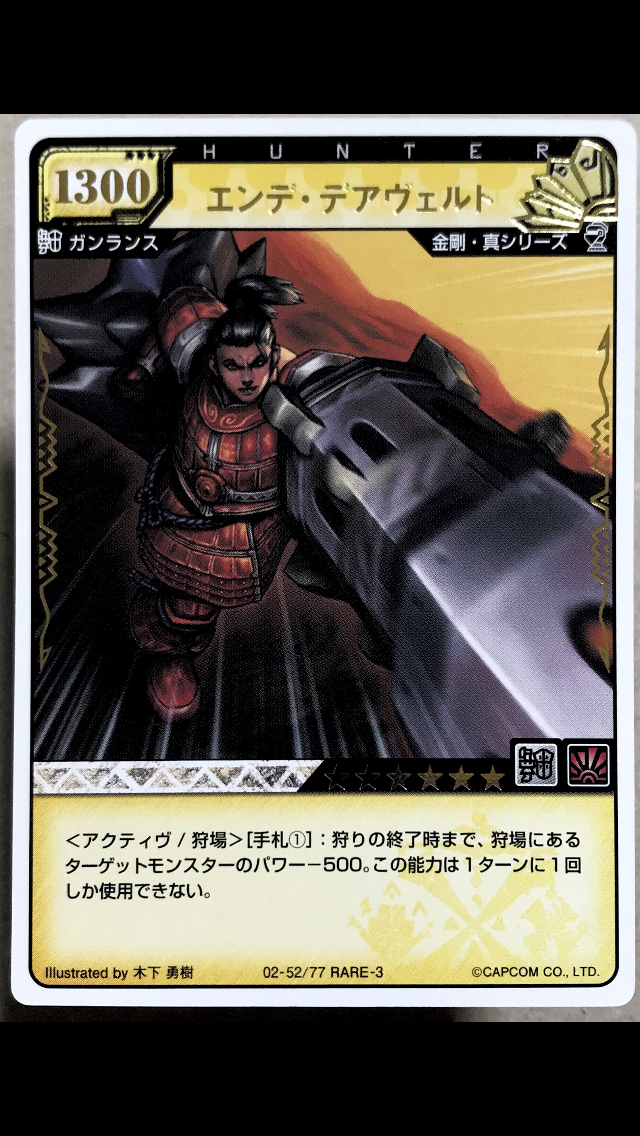 HUNTER
1300
エンデ・デアヴェルト
ガンランス
金剛・真シリーズ
＜アクティヴ / 狩場＞[手札①]：狩りの終了時まで、狩場にある
ターゲットモンスターのパワー−500。この能力は１ターンに１回
しか使用できない。
Illustrated by 木下 勇樹
02-52/77 RARE-3
©CAPCOM CO., LTD.